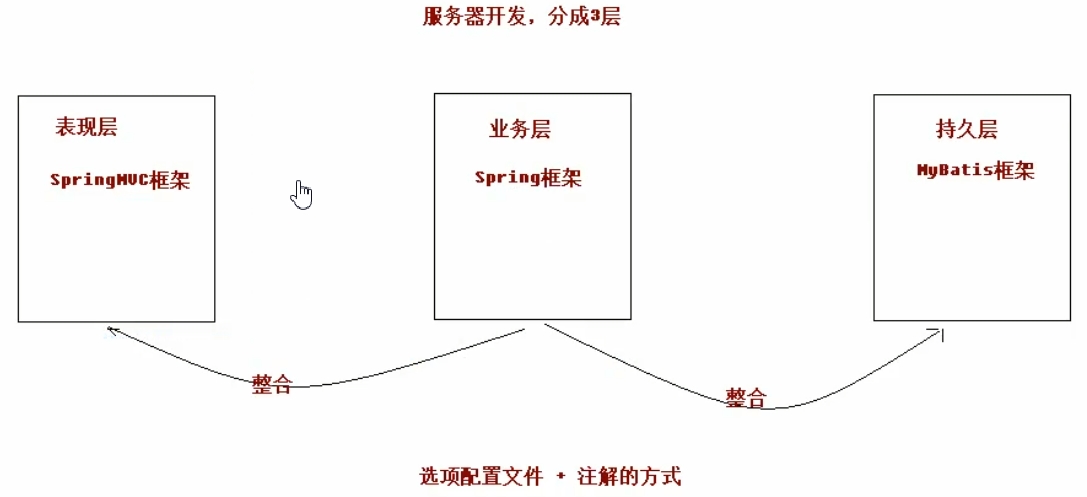 服务器开发，分成3层
表现层
SpringMVC框架
业务层
Spring框架
持久层
MyBatis框架
整合
整合
选项配置文件 + 注解的方式